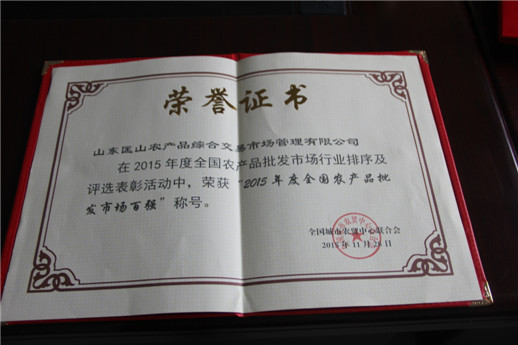 荣誉证书
山东匡山农产品综合交易市场管理有限公司
在2015年度全国农产品批发市场行业排序及
评选表彰活动中，荣获“2015年度全国农产品批
发市场百强”称号。
全国城市农贸中心联合会
2015年11月26日